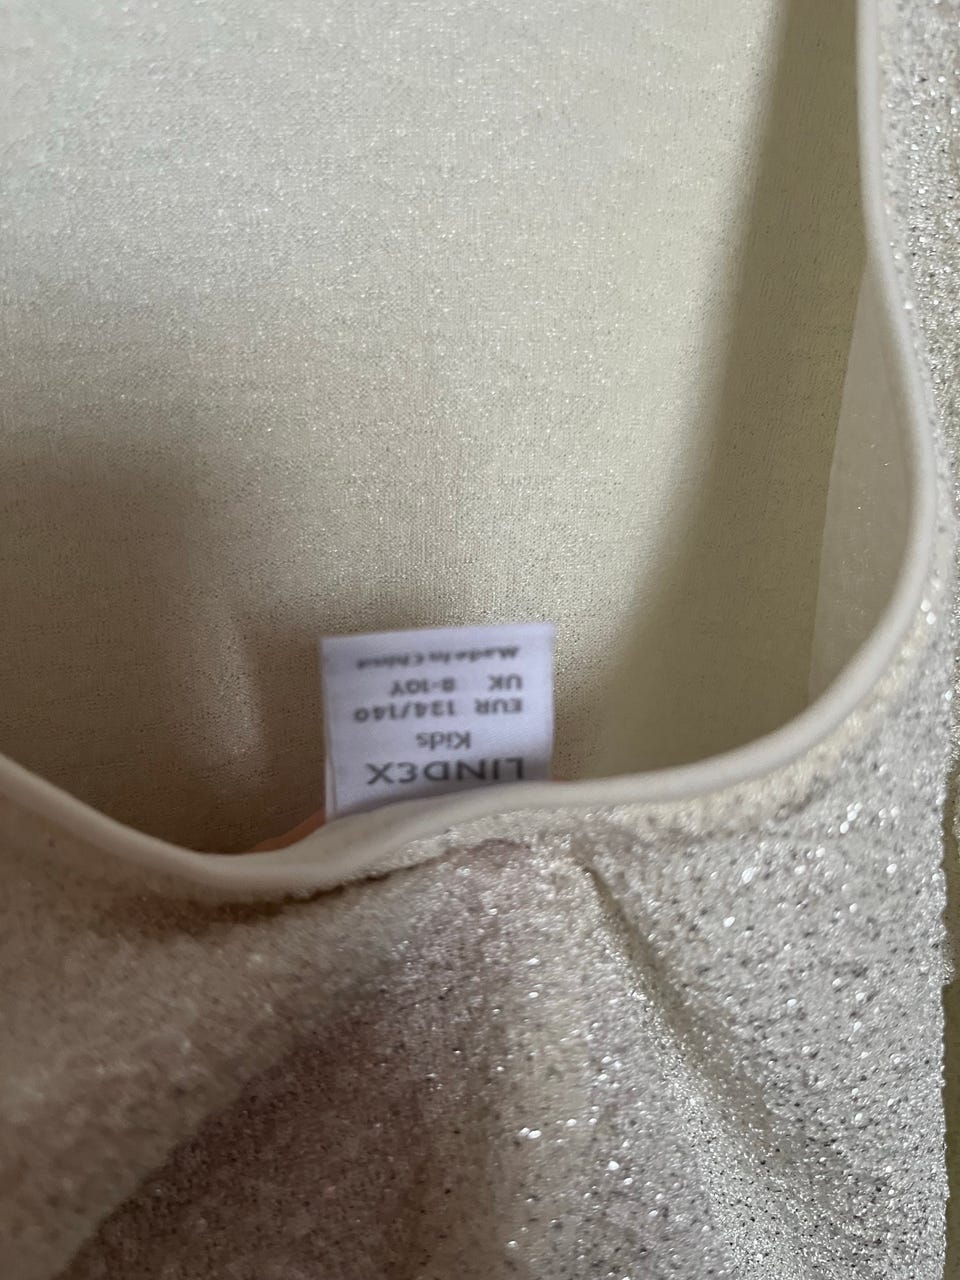 LINDEX
Kids
EUR 134/140
UK 8-10Y
Made in China